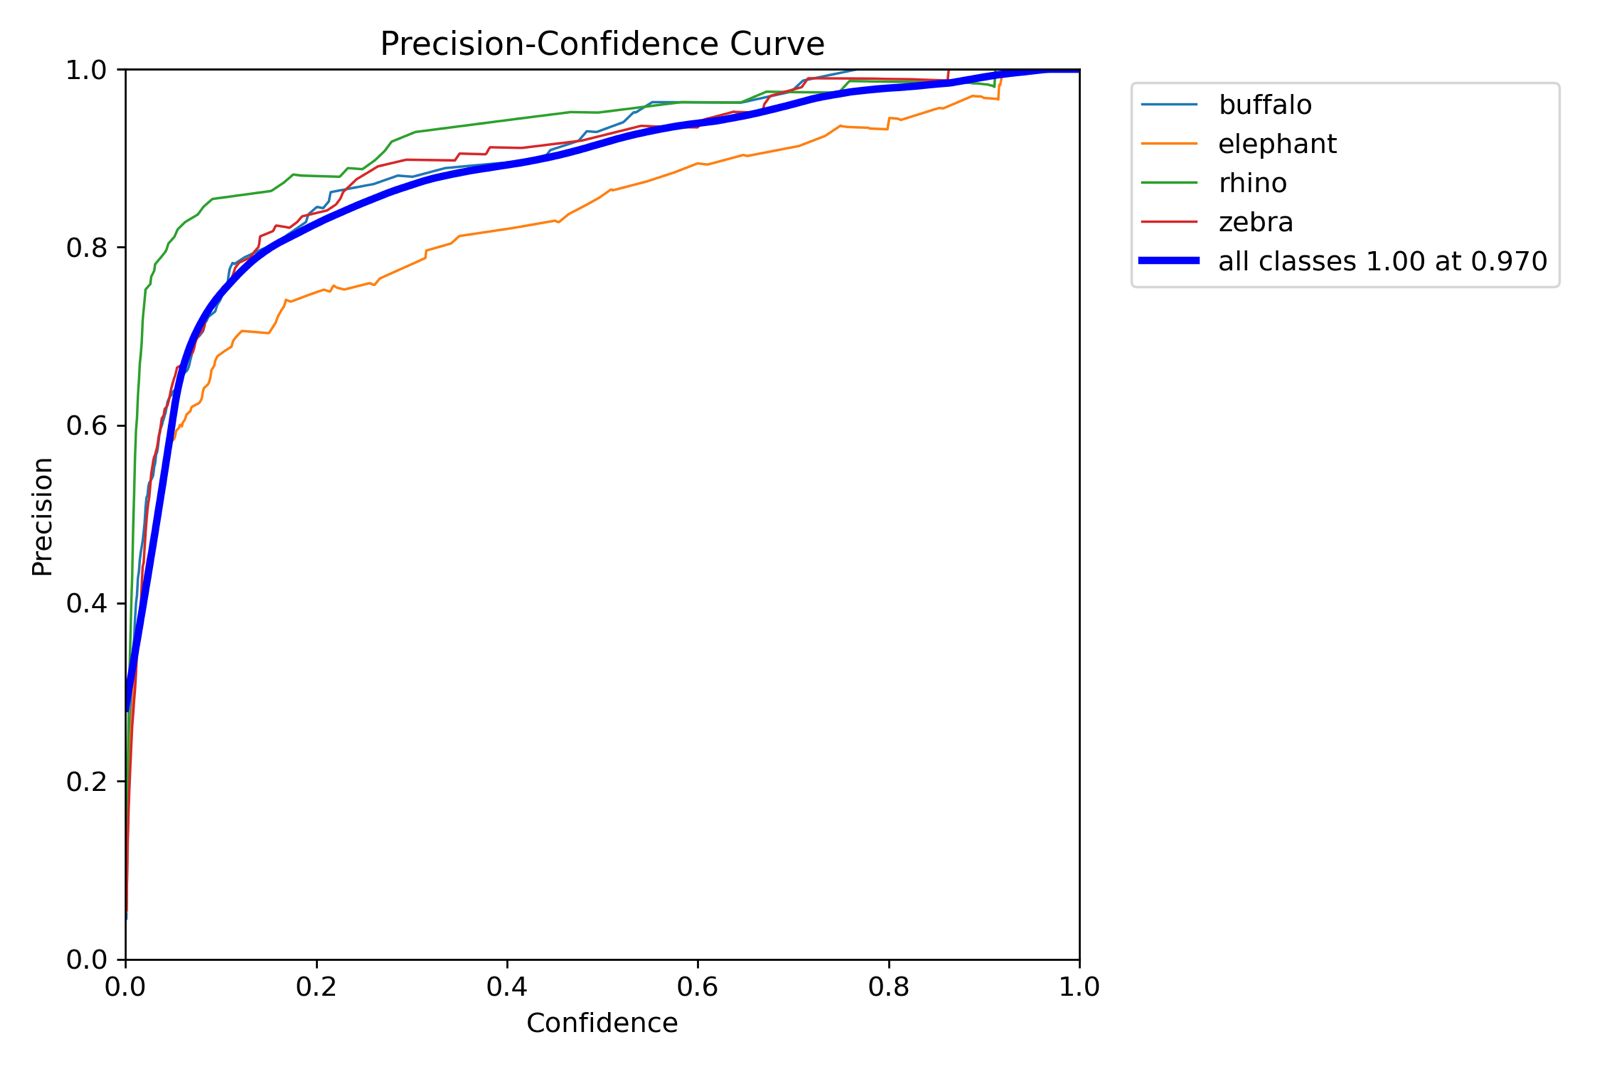 Precision-Confidence Curve
1.0
0.8
0.6
0.4
0.2
0.0
Precision
0.0 0.2 0.4 0.6 0.8 1.0
Confidence
buffalo
elephant
rhino
zebra
all classes 1.00 at 0.970